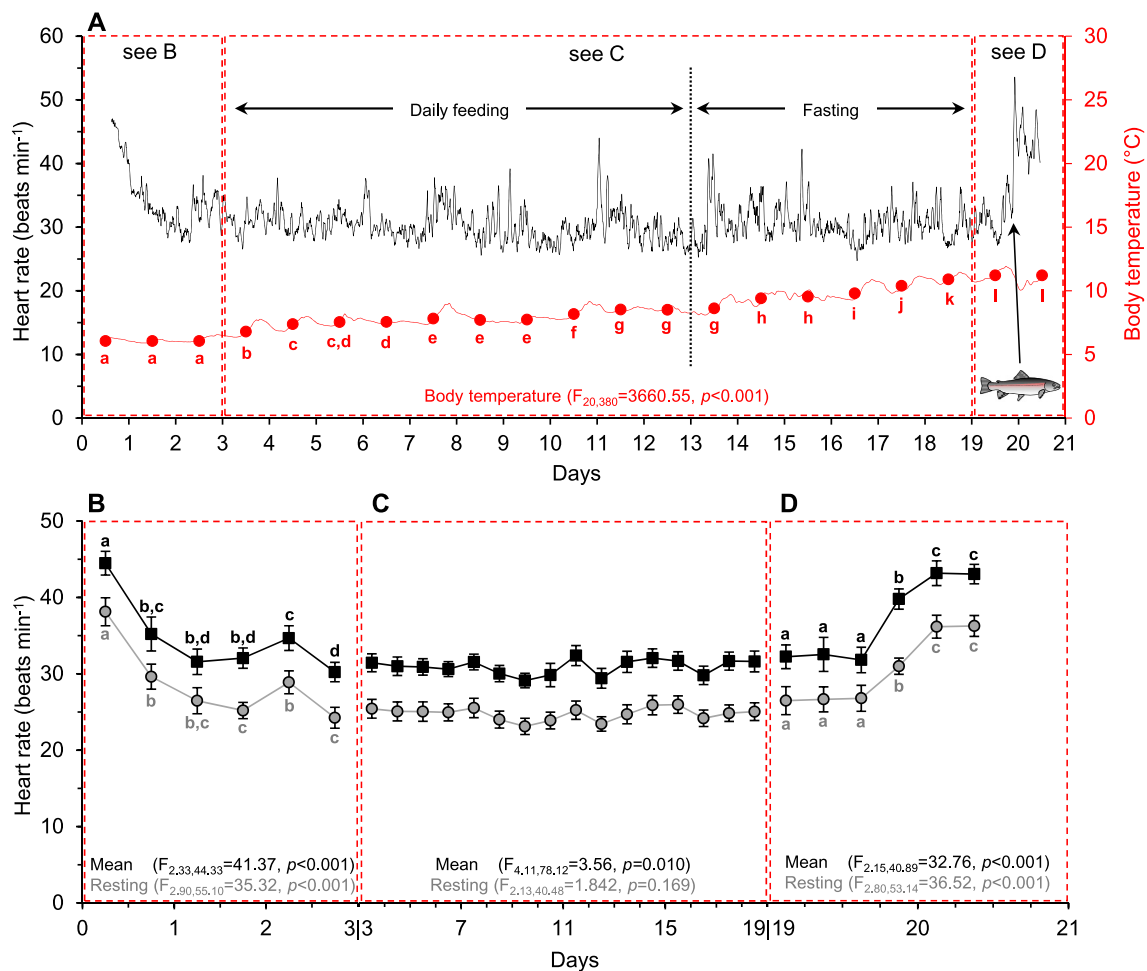 A
60 50 40 30 20 10 0
Heart rate (beats min⁻¹)
see B see C see D
Daily feeding Fasting
30 25 20 15 10 5 0
Body temperature (°C)
a a a b c c,d d e e e f g g g h h i j k l l
Body temperature (F20,380=3660.55, p<0.001)
0 1 2 3 4 5 6 7 8 9 10 11 12 13 14 15 16 17 18 19 20 21
Days
B C D
50 40 30 20 10 0
Heart rate (beats min⁻¹)
a b,c b,d b,d c d
a b b,c c b c
a a a b c c
a a a b c c
Mean (F2.33,44.33=41.37, p<0.001)
Resting (F2.90,55.10=35.32, p<0.001)
Mean (F4.11,78.12=3.56, p=0.010)
Resting (F2.13,40.48=1.842, p=0.169)
Mean (F2.15,40.89=32.76, p<0.001)
Resting (F2.80,53.14=36.52, p<0.001)
0 1 2 3|3 7 11 15 19|19 20 21
Days